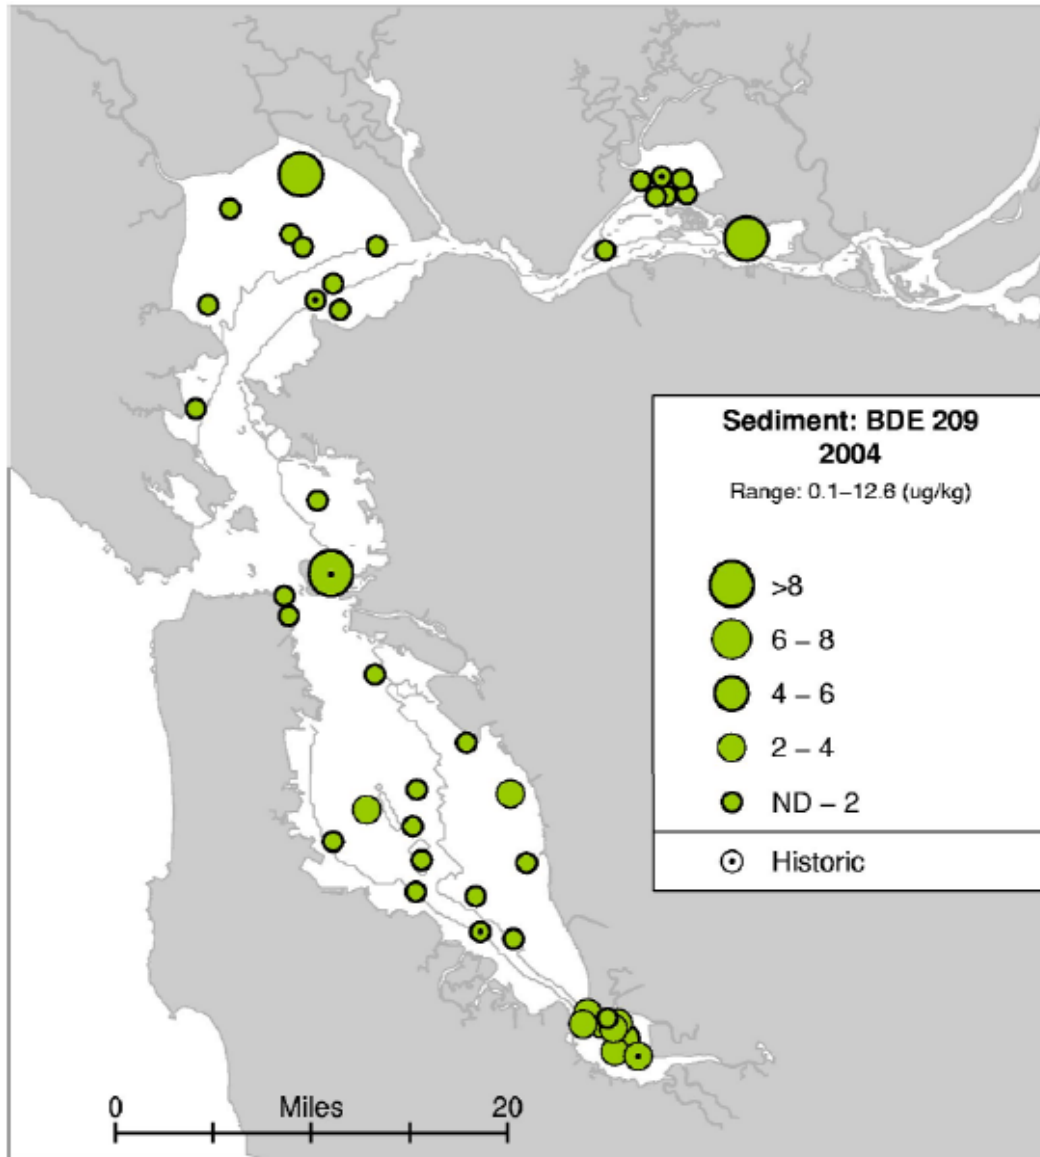 Sediment: BDE 209
2004
Range: 0.1–12.6 (ug/kg)
>8
6 – 8
4 – 6
2 – 4
ND – 2
Historic
0 Miles 20